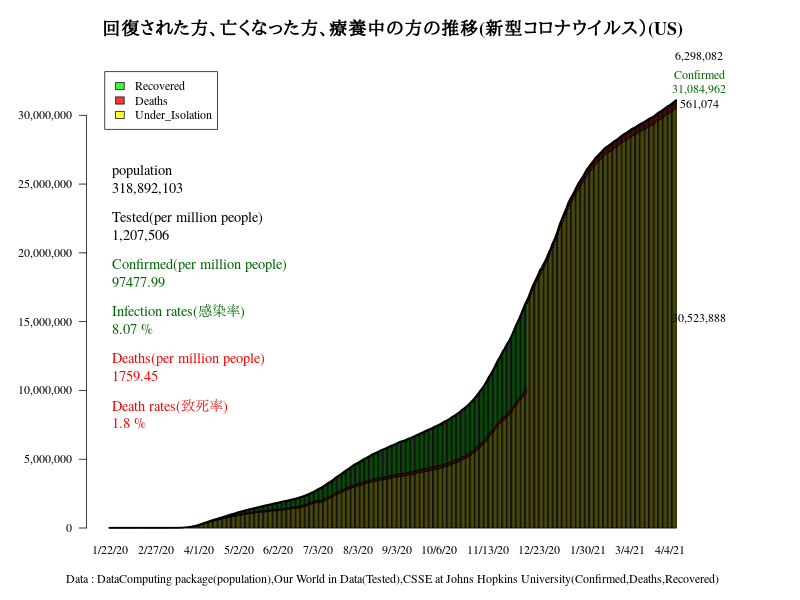 回復された方、亡くなった方、療養中の方の推移(新型コロナウイルス）(US)
6,298,082
Confirmed
31,084,962
561,074
Recovered
Deaths
Under_Isolation
30,000,000
25,000,000
20,000,000
15,000,000
10,000,000
5,000,000
0
population
318,892,103
Tested(per million people)
1,207,506
Confirmed(per million people)
97477.99
Infection rates(感染率)
8.07 %
Deaths(per million people)
1759.45
Death rates(致死率)
1.8 %
30,523,888
1/22/20 2/27/20 4/1/20 5/2/20 6/2/20 7/3/20 8/3/20 9/3/20 10/6/20 11/13/20 12/23/20 1/30/21 3/4/21 4/4/21
Data : DataComputing package(population),Our World in Data(Tested),CSSE at Johns Hopkins University(Confirmed,Deaths,Recovered)